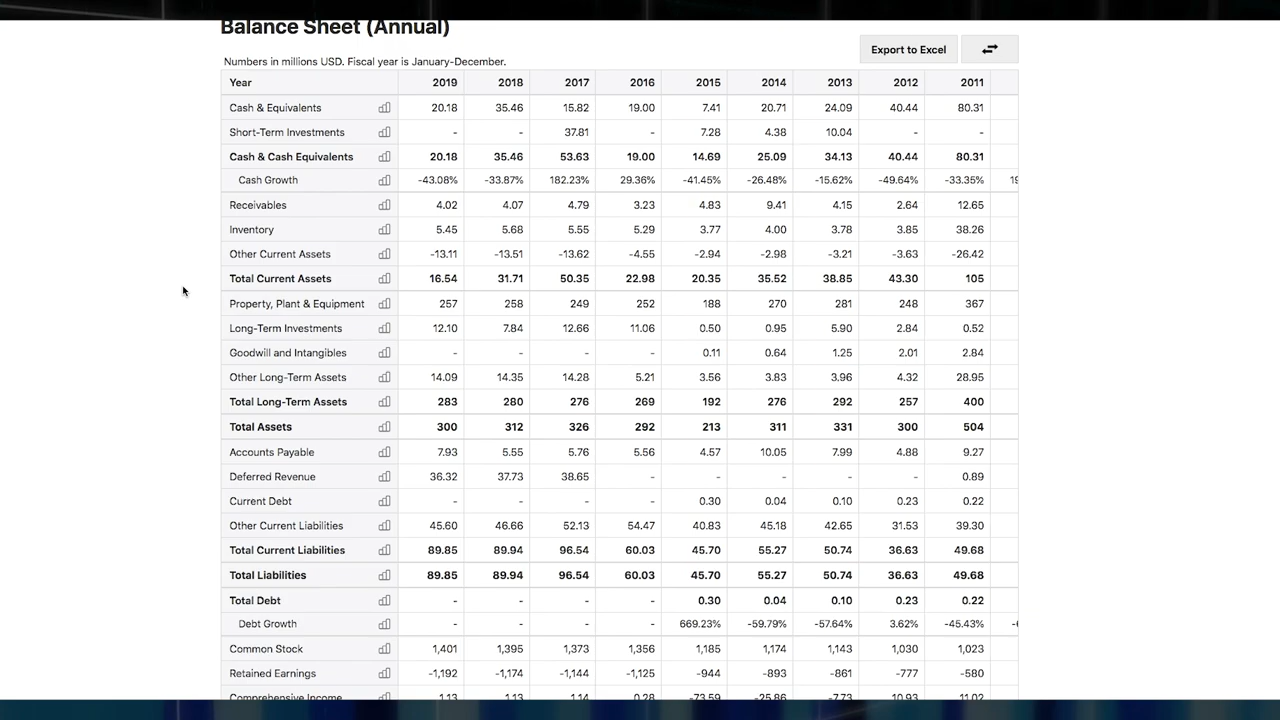 Balance Sheet (Annual)
Export to Excel
Numbers in millions USD. Fiscal year is January-December.
Year 2019 2018 2017 2016 2015 2014 2013 2012 2011
Cash & Equivalents 20.18 35.46 15.82 19.00 7.41 20.71 24.09 40.44 80.31
Short-Term Investments - - 37.81 - 7.28 4.38 10.04 - -
Cash & Cash Equivalents 20.18 35.46 53.63 19.00 14.69 25.09 34.13 40.44 80.31
Cash Growth -43.08% -33.87% 182.23% 29.36% -41.45% -26.48% -15.62% -49.64% -33.35% 19
Receivables 4.02 4.07 4.79 3.23 4.83 9.41 4.15 2.64 12.65
Inventory 5.45 5.68 5.55 5.29 3.77 4.00 3.78 3.85 38.26
Other Current Assets -13.11 -13.51 -13.62 -4.55 -2.94 -2.98 -3.21 -3.63 -26.42
Total Current Assets 16.54 31.71 50.35 22.98 20.35 35.52 38.85 43.30 105
Property, Plant & Equipment 257 258 249 252 188 270 281 248 367
Long-Term Investments 12.10 7.84 12.66 11.06 0.50 0.95 5.90 2.84 0.52
Goodwill and Intangibles - - - - 0.11 0.64 1.25 2.01 2.84
Other Long-Term Assets 14.09 14.35 14.28 5.21 3.56 3.83 3.96 4.32 28.95
Total Long-Term Assets 283 280 276 269 192 276 292 257 400
Total Assets 300 312 326 292 213 311 331 300 504
Accounts Payable 7.93 5.55 5.76 5.56 4.57 10.05 7.99 4.88 9.27
Deferred Revenue 36.32 37.73 38.65 - - - - - 0.89
Current Debt - - - - 0.30 0.04 0.10 0.23 0.22
Other Current Liabilities 45.60 46.66 52.13 54.47 40.83 45.18 42.65 31.53 39.30
Total Current Liabilities 89.85 89.94 96.54 60.03 45.70 55.27 50.74 36.63 49.68
Total Liabilities 89.85 89.94 96.54 60.03 45.70 55.27 50.74 36.63 49.68
Total Debt - - - - 0.30 0.04 0.10 0.23 0.22
Debt Growth - - - - 669.23% -59.79% -57.64% 3.62% -45.43%
Common Stock 1,401 1,395 1,373 1,356 1,185 1,174 1,143 1,030 1,023
Retained Earnings -1,192 -1,174 -1,144 -1,125 -944 -893 -861 -777 -580
Comprehensive Income 1.13 1.13 1.14 0.28 -73.59 -25.86 -7.73 10.93 11.02